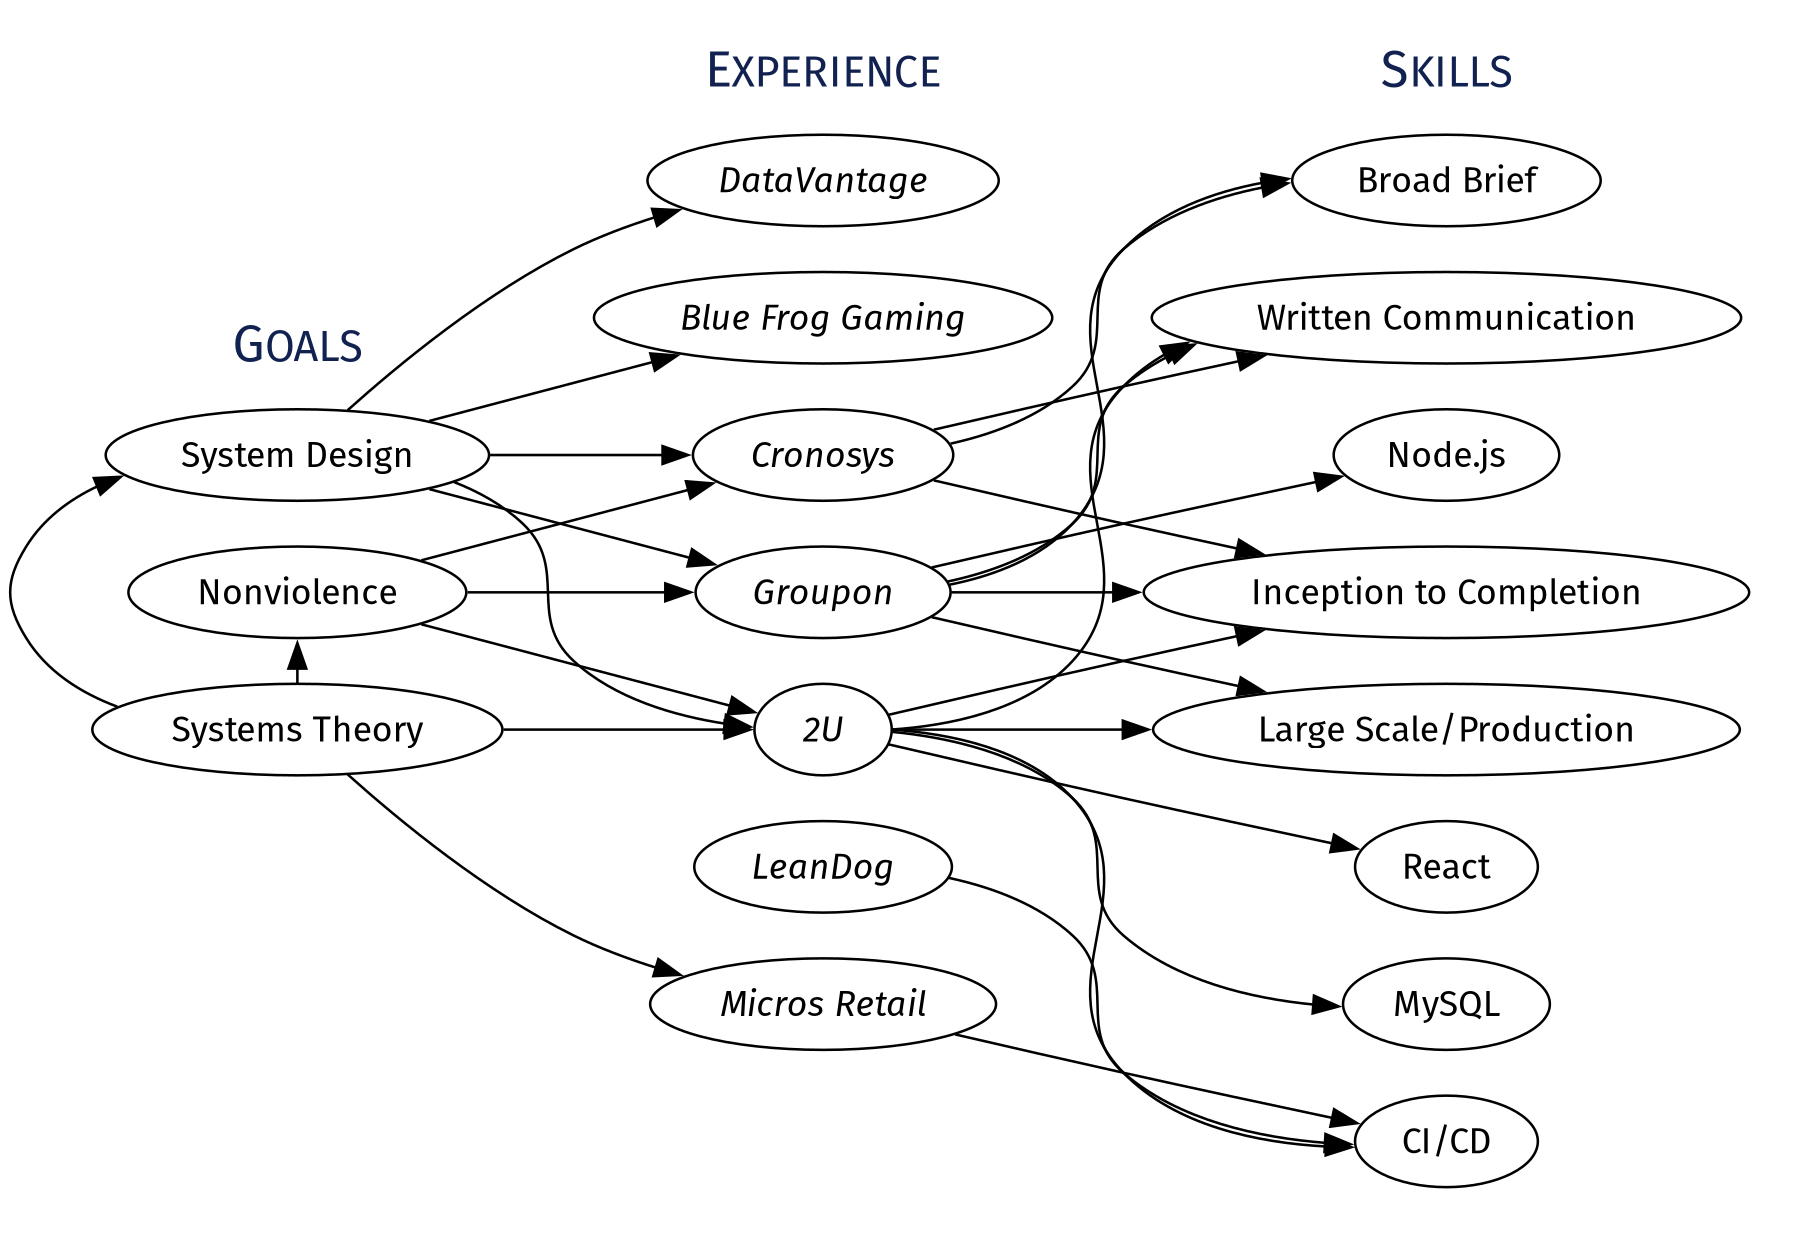 EXPERIENCE
SKILLS
DataVantage
Broad Brief
Blue Frog Gaming
Written Communication
GOALS
System Design
Cronosys
Node.js
Nonviolence
Groupon
Inception to Completion
Systems Theory
2U
Large Scale/Production
LeanDog
React
Micros Retail
MySQL
CI/CD